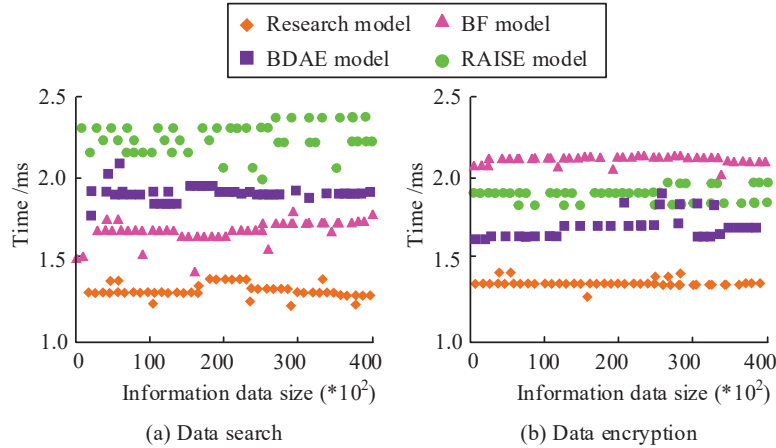 Research model
BF model
BDAE model
RAISE model
2.5
2.0
1.5
1.0
Time /ms
0
100
200
300
400
Information data size (*10²)
(a) Data search
2.5
2.0
1.5
1.0
Time /ms
0
100
200
300
400
Information data size (*10²)
(b) Data encryption